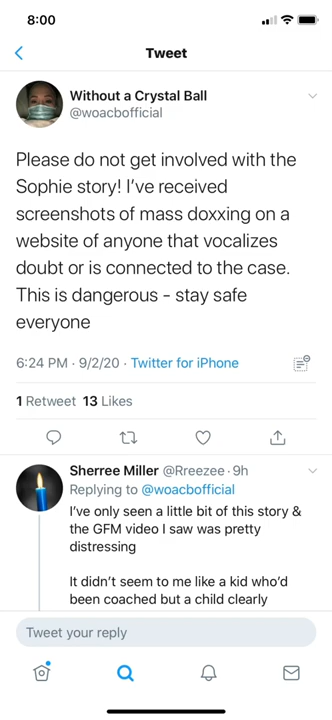 8:00
Tweet
Without a Crystal Ball
@woacbofficial
Please do not get involved with the
Sophie story! I've received
screenshots of mass doxxing on a
website of anyone that vocalizes
doubt or is connected to the case.
This is dangerous - stay safe
everyone
6:24 PM · 9/2/20 · Twitter for iPhone
1 Retweet 13 Likes
Sherree Miller @Rreezee · 9h
Replying to @woacbofficial
I've only seen a little bit of this story &
the GFM video I saw was pretty
distressing
It didn't seem to me like a kid who'd
been coached but a child clearly
Tweet your reply